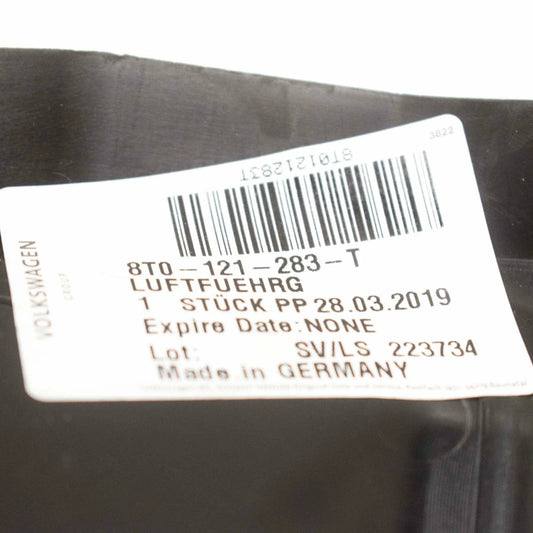 3822
8T0121283T
VOLKSWAGEN
GROUP
8T0-121-283-T
LUFTFUEHRG
1 STÜCK PP 28.03.2019
Expire Date: NONE
Lot: SV/LS 223734
Made in GERMANY